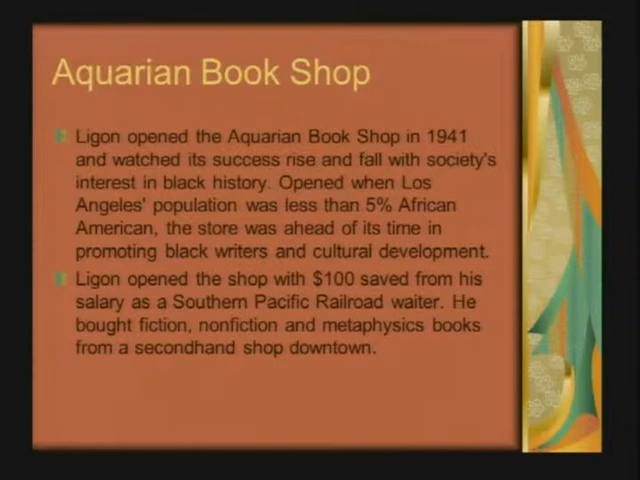 Aquarian Book Shop
Ligon opened the Aquarian Book Shop in 1941
and watched its success rise and fall with society's
interest in black history. Opened when Los
Angeles' population was less than 5% African
American, the store was ahead of its time in
promoting black writers and cultural development.
Ligon opened the shop with $100 saved from his
salary as a Southern Pacific Railroad waiter. He
bought fiction, nonfiction and metaphysics books
from a secondhand shop downtown.